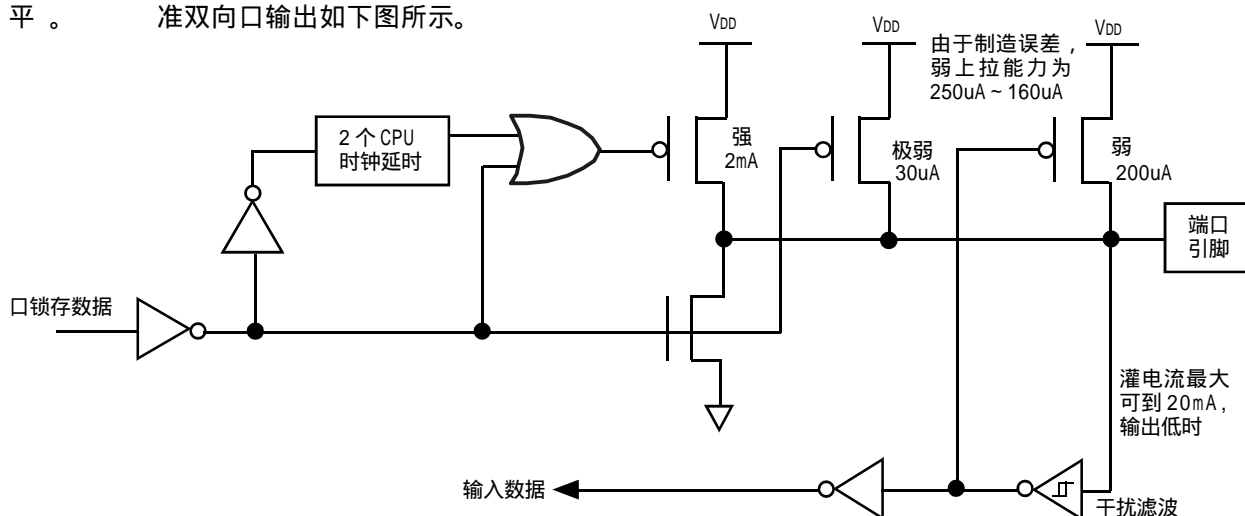 平 。 准双向口输出如下图所示。
VDD
VDD
VDD
由于制造误差，
弱上拉能力为
250uA ~ 160uA
2 个 CPU
时钟延时
强
2mA
极弱
30uA
弱
200uA
端口
引脚
口锁存数据
灌电流最大
可到 20mA,
输出低时
输入数据
干扰滤波